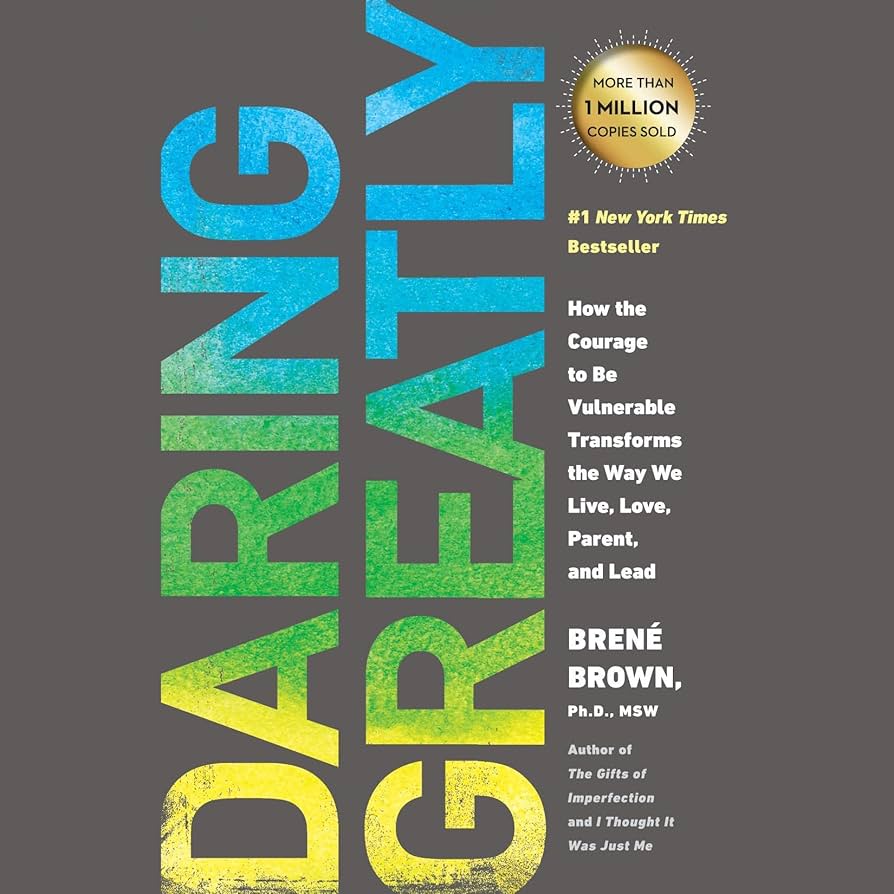 DARING
GREATLY
MORE THAN
1 MILLION
COPIES SOLD
#1 New York Times
Bestseller
How the
Courage
to Be
Vulnerable
Transforms
the Way We
Live, Love,
Parent,
and Lead
BRENÉ
BROWN,
Ph.D., MSW
Author of
The Gifts of
Imperfection
and I Thought It
Was Just Me